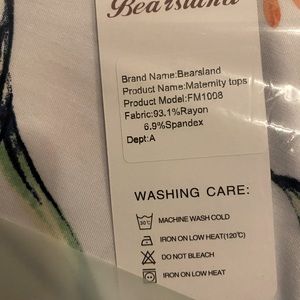 Bearsland
Brand Name:Bearsland
Product Name:Maternity tops
Product Model:FM1008
Fabric:93.1%Rayon
6.9%Spandex
Dept:A
WASHING CARE:
30°C
MACHINE WASH COLD
IRON ON LOW HEAT(120℃)
DO NOT BLEACH
IRON ON LOW HEAT